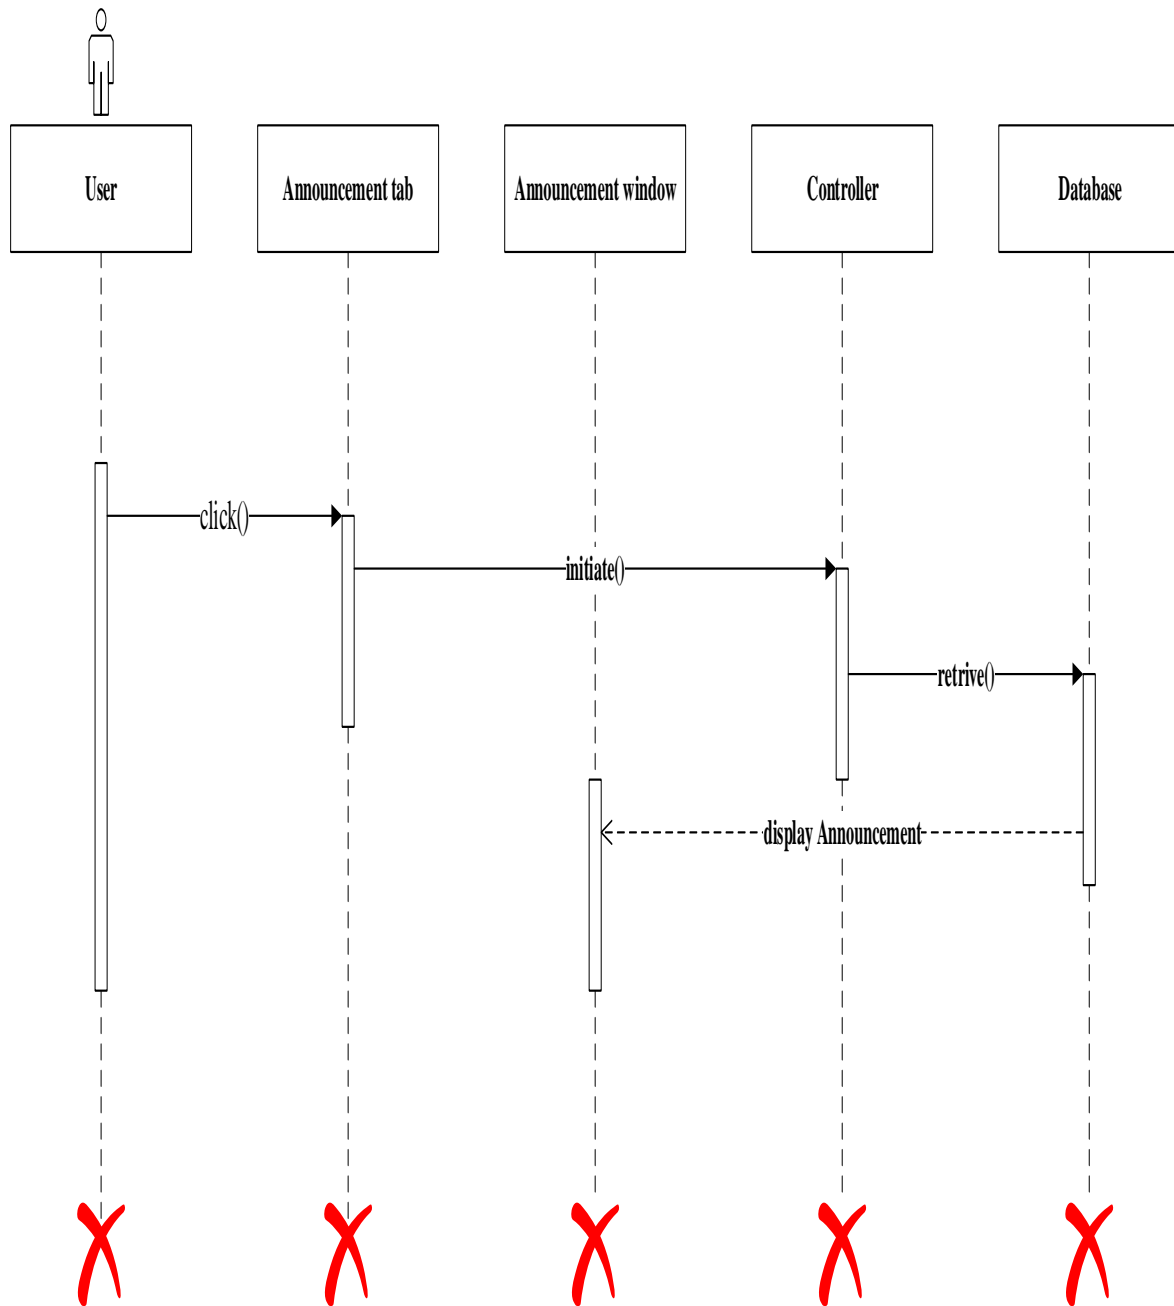 User
Announcement tab
Announcement window
Controller
Database
click()
initiate()
retrive()
display Announcement